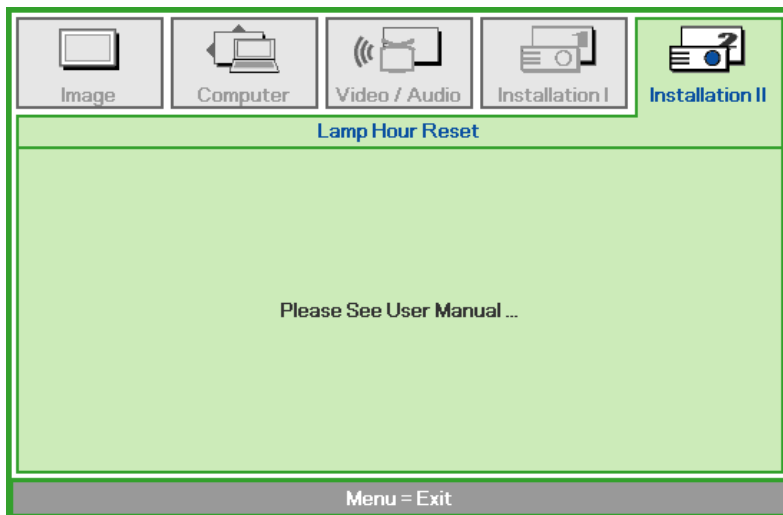 Image
Computer
Video / Audio
Installation I
Installation II
Lamp Hour Reset
Please See User Manual ...
Menu = Exit